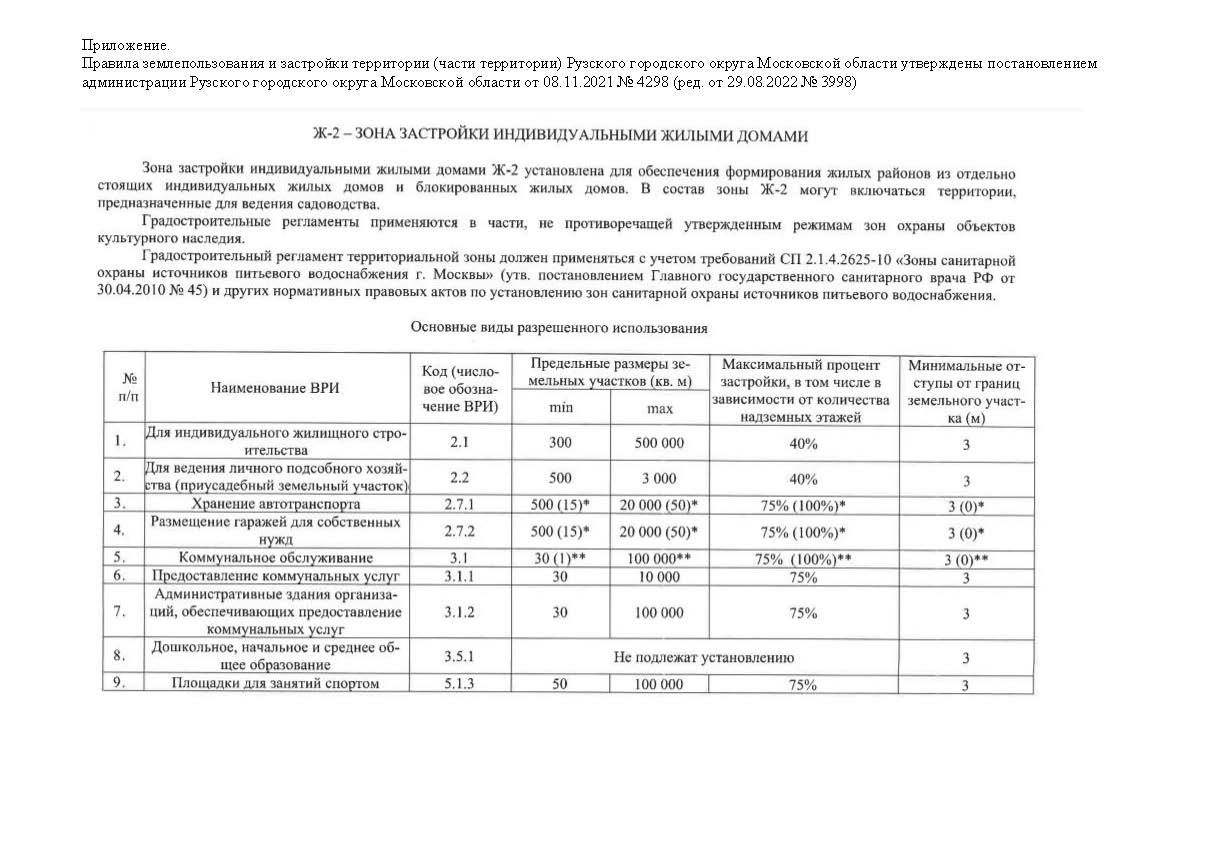 Приложение.
Правила землепользования и застройки территории (части территории) Рузского городского округа Московской области утверждены постановлением
администрации Рузского городского округа Московской области от 08.11.2021 № 4298 (ред. от 29.08.2022 № 3998)
Ж-2 – ЗОНА ЗАСТРОЙКИ ИНДИВИДУАЛЬНЫМИ ЖИЛЫМИ ДОМАМИ
Зона застройки индивидуальными жилыми домами Ж-2 установлена для обеспечения формирования жилых районов из отдельно
стоящих индивидуальных жилых домов и блокированных жилых домов. В состав зоны Ж-2 могут включаться территории,
предназначенные для ведения садоводства.
Градостроительные регламенты применяются в части, не противоречащей утвержденным режимам зон охраны объектов
культурного наследия.
Градостроительный регламент территориальной зоны должен применяться с учетом требований СП 2.1.4.2625-10 «Зоны санитарной
охраны источников питьевого водоснабжения г. Москвы» (утв. постановлением Главного государственного санитарного врача РФ от
30.04.2010 № 45) и других нормативных правовых актов по установлению зон санитарной охраны источников питьевого водоснабжения.
Основные виды разрешенного использования
№
п/п
Наименование ВРИ
Код (число-
вое обозна-
чение ВРИ)
Предельные размеры зе-
мельных участков (кв. м)
min
max
Максимальный процент
застройки, в том числе в
зависимости от количества
надземных этажей
Минимальные от-
ступы от границ
земельного участ-
ка (м)
1.
Для индивидуального жилищного стро-
ительства
2.1
300
500 000
40%
3
2.
Для ведения личного подсобного хозяй-
ства (приусадебный земельный участок)
2.2
500
3 000
40%
3
3.
Хранение автотранспорта
2.7.1
500 (15)*
20 000 (50)*
75% (100%)*
3 (0)*
4.
Размещение гаражей для собственных
нужд
2.7.2
500 (15)*
20 000 (50)*
75% (100%)*
3 (0)*
5.
Коммунальное обслуживание
3.1
30 (1)**
100 000**
75% (100%)**
3 (0)**
6.
Предоставление коммунальных услуг
3.1.1
30
10 000
75%
3
7.
Административные здания организа-
ций, обеспечивающих предоставление
коммунальных услуг
3.1.2
30
100 000
75%
3
8.
Дошкольное, начальное и среднее об-
щее образование
3.5.1
Не подлежат установлению
3
9.
Площадки для занятий спортом
5.1.3
50
100 000
75%
3